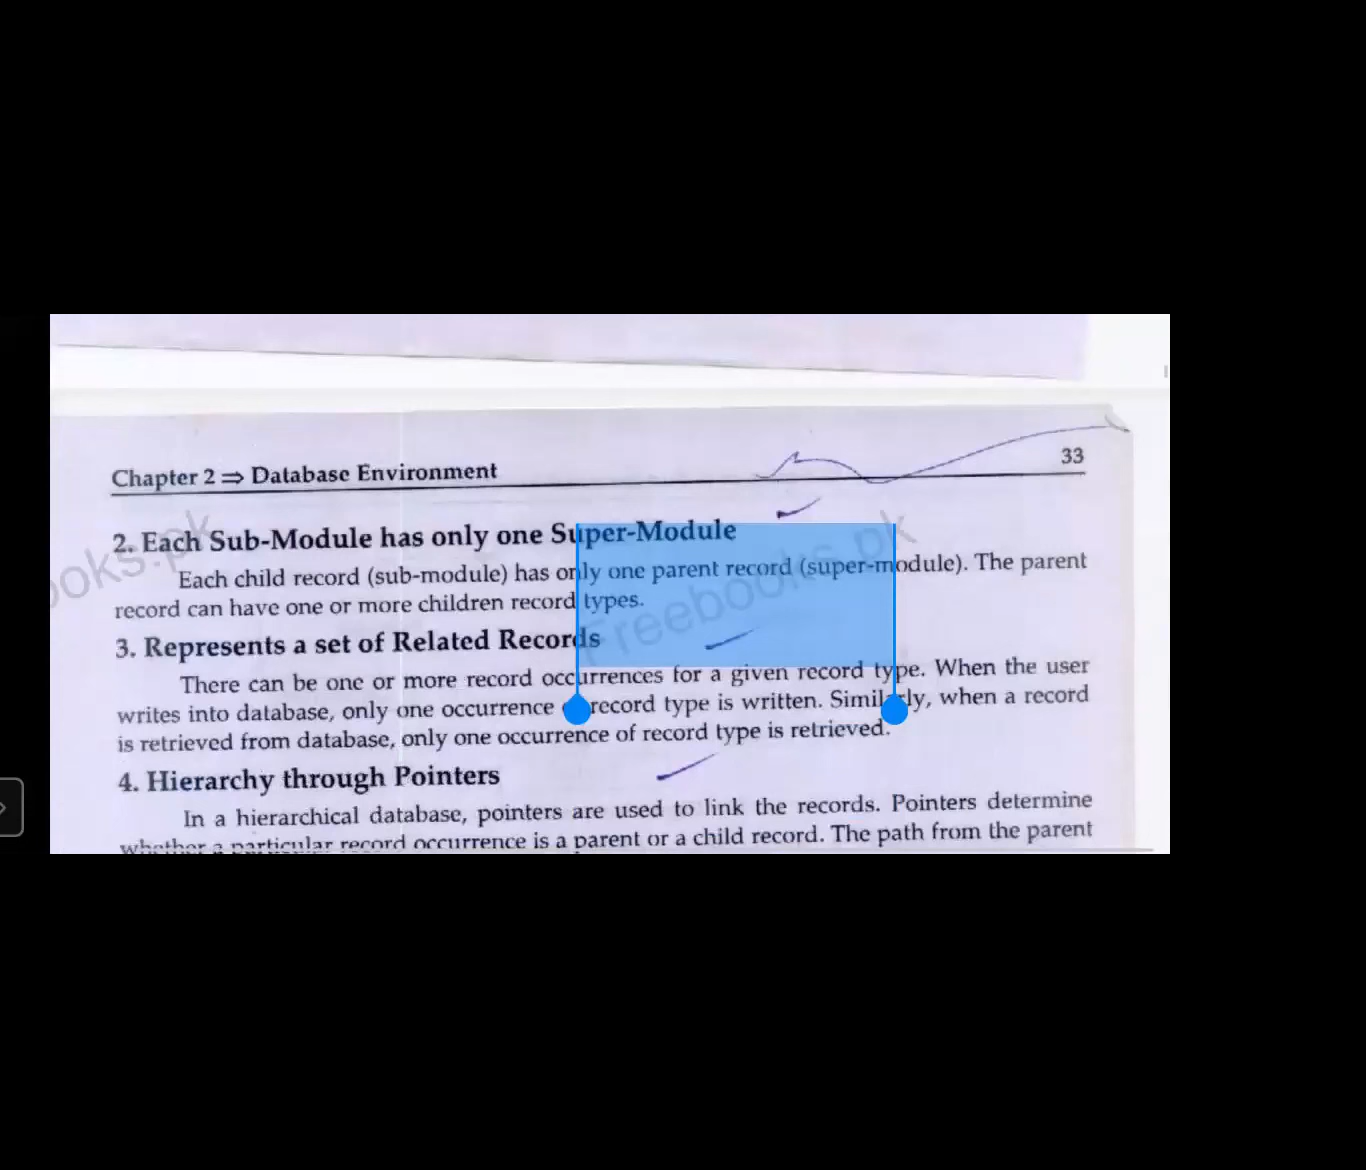 Chapter 2 ⇒ Database Environment
33
2. Each Sub-Module has only one Super-Module
Each child record (sub-module) has only one parent record (super-module). The parent
record can have one or more children record types.
3. Represents a set of Related Records
There can be one or more record occurrences for a given record type. When the user
writes into database, only one occurrence record type is written. Similarly, when a record
is retrieved from database, only one occurrence of record type is retrieved.
4. Hierarchy through Pointers
In a hierarchical database, pointers are used to link the records. Pointers determine
whether a particular record occurrence is a parent or a child record. The path from the parent
ooks.pk
Freebooks.pk